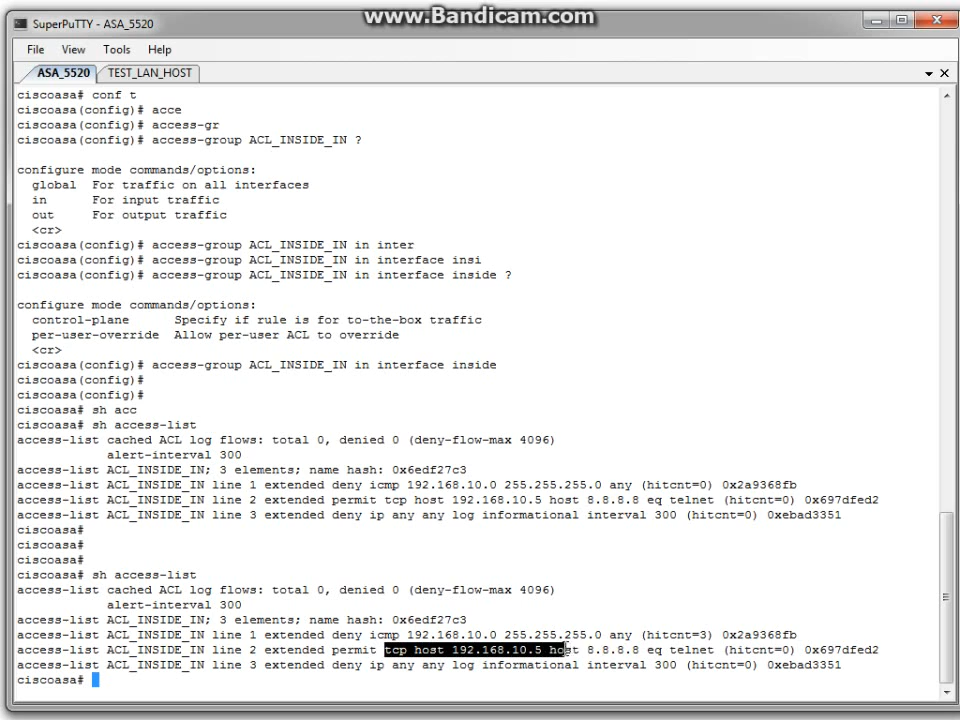 www.Bandicam.com
SuperPuTTY - ASA_5520
File View Tools Help
ASA_5520 TEST_LAN_HOST
ciscoasa# conf t
ciscoasa(config)# acce
ciscoasa(config)# access-gr
ciscoasa(config)# access-group ACL_INSIDE_IN ?
configure mode commands/options:
global For traffic on all interfaces
in For input traffic
out For output traffic
<cr>
ciscoasa(config)# access-group ACL_INSIDE_IN in inter
ciscoasa(config)# access-group ACL_INSIDE_IN in interface insi
ciscoasa(config)# access-group ACL_INSIDE_IN in interface inside ?
configure mode commands/options:
control-plane Specify if rule is for to-the-box traffic
per-user-override Allow per-user ACL to override
<cr>
ciscoasa(config)# access-group ACL_INSIDE_IN in interface inside
ciscoasa(config)#
ciscoasa(config)#
ciscoasa# sh acc
ciscoasa# sh access-list
access-list cached ACL log flows: total 0, denied 0 (deny-flow-max 4096)
alert-interval 300
access-list ACL_INSIDE_IN; 3 elements; name hash: 0x6edf27c3
access-list ACL_INSIDE_IN line 1 extended deny icmp 192.168.10.0 255.255.255.0 any (hitcnt=0) 0x2a9368fb
access-list ACL_INSIDE_IN line 2 extended permit tcp host 192.168.10.5 host 8.8.8.8 eq telnet (hitcnt=0) 0x697dfed2
access-list ACL_INSIDE_IN line 3 extended deny ip any any log informational interval 300 (hitcnt=0) 0xebad3351
ciscoasa#
ciscoasa#
ciscoasa#
ciscoasa# sh access-list
access-list cached ACL log flows: total 0, denied 0 (deny-flow-max 4096)
alert-interval 300
access-list ACL_INSIDE_IN; 3 elements; name hash: 0x6edf27c3
access-list ACL_INSIDE_IN line 1 extended deny icmp 192.168.10.0 255.255.255.0 any (hitcnt=3) 0x2a9368fb
access-list ACL_INSIDE_IN line 2 extended permit tcp host 192.168.10.5 host 8.8.8.8 eq telnet (hitcnt=0) 0x697dfed2
access-list ACL_INSIDE_IN line 3 extended deny ip any any log informational interval 300 (hitcnt=0) 0xebad3351
ciscoasa#